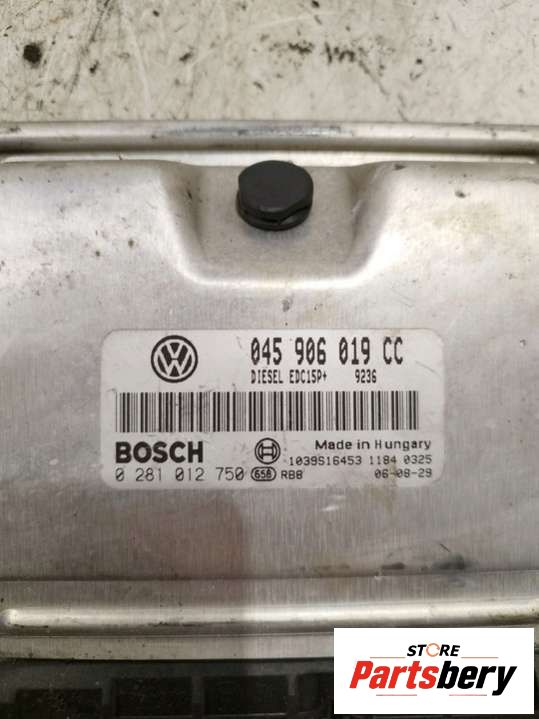 045 906 019 CC
DIESEL EDC15P+ 9236
BOSCH
Made in Hungary
1039S16453 1184 0325
0 281 012 750 658 RB8 06-08-29
STORE
Partsbery